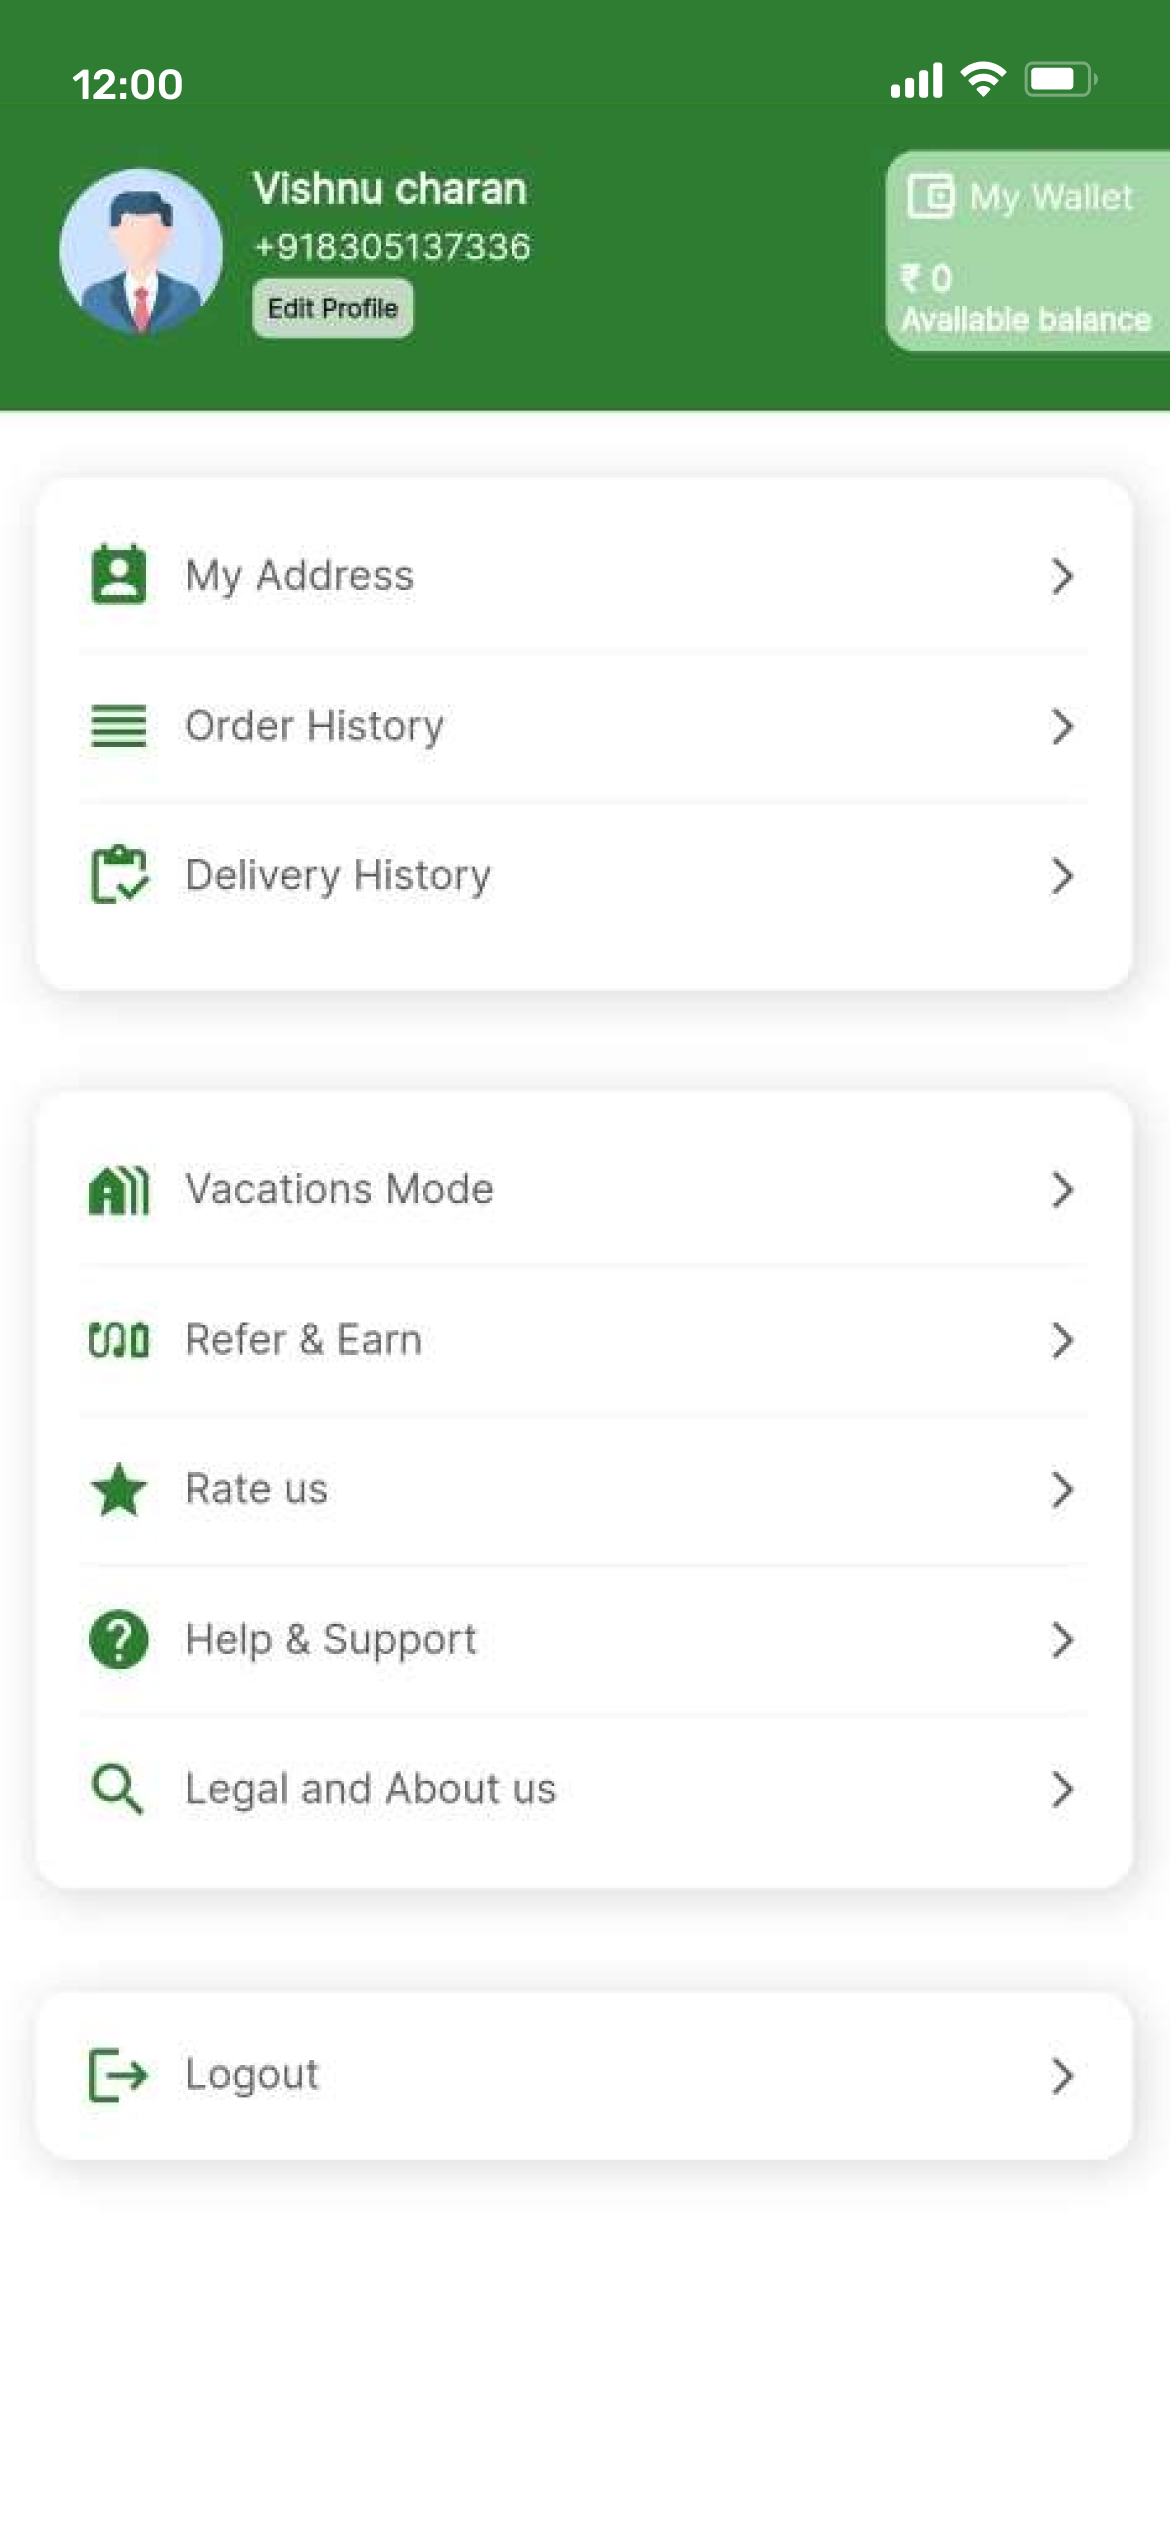 12:00
Vishnu charan
+918305137336
Edit Profile
My Wallet
₹ 0
Available balance
My Address
Order History
Delivery History
Vacations Mode
Refer & Earn
Rate us
Help & Support
Legal and About us
Logout